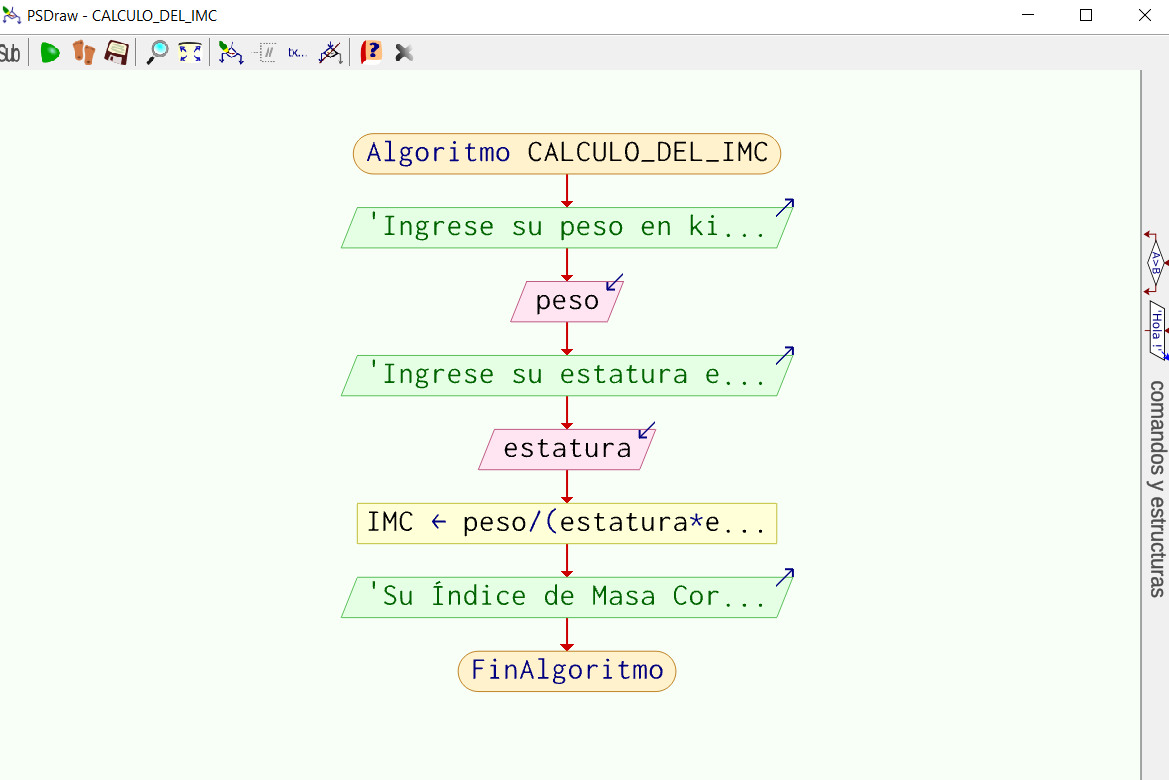 PSDraw - CALCULO_DEL_IMC
Sub
Algoritmo CALCULO_DEL_IMC
'Ingrese su peso en ki...
peso
'Ingrese su estatura e...
estatura
IMC ← peso/(estatura*e...
'Su Índice de Masa Cor...
FinAlgoritmo
A>B
'Hola !'
comandos y estructuras